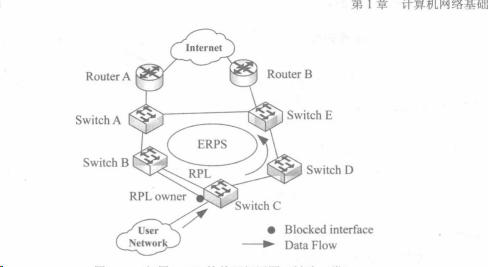 第 1 章 计算机网络基础
Internet
Router A
Router B
Switch A
Switch E
ERPS
Switch B
RPL
Switch D
RPL owner
Switch C
User
Network
Blocked interface
Data Flow